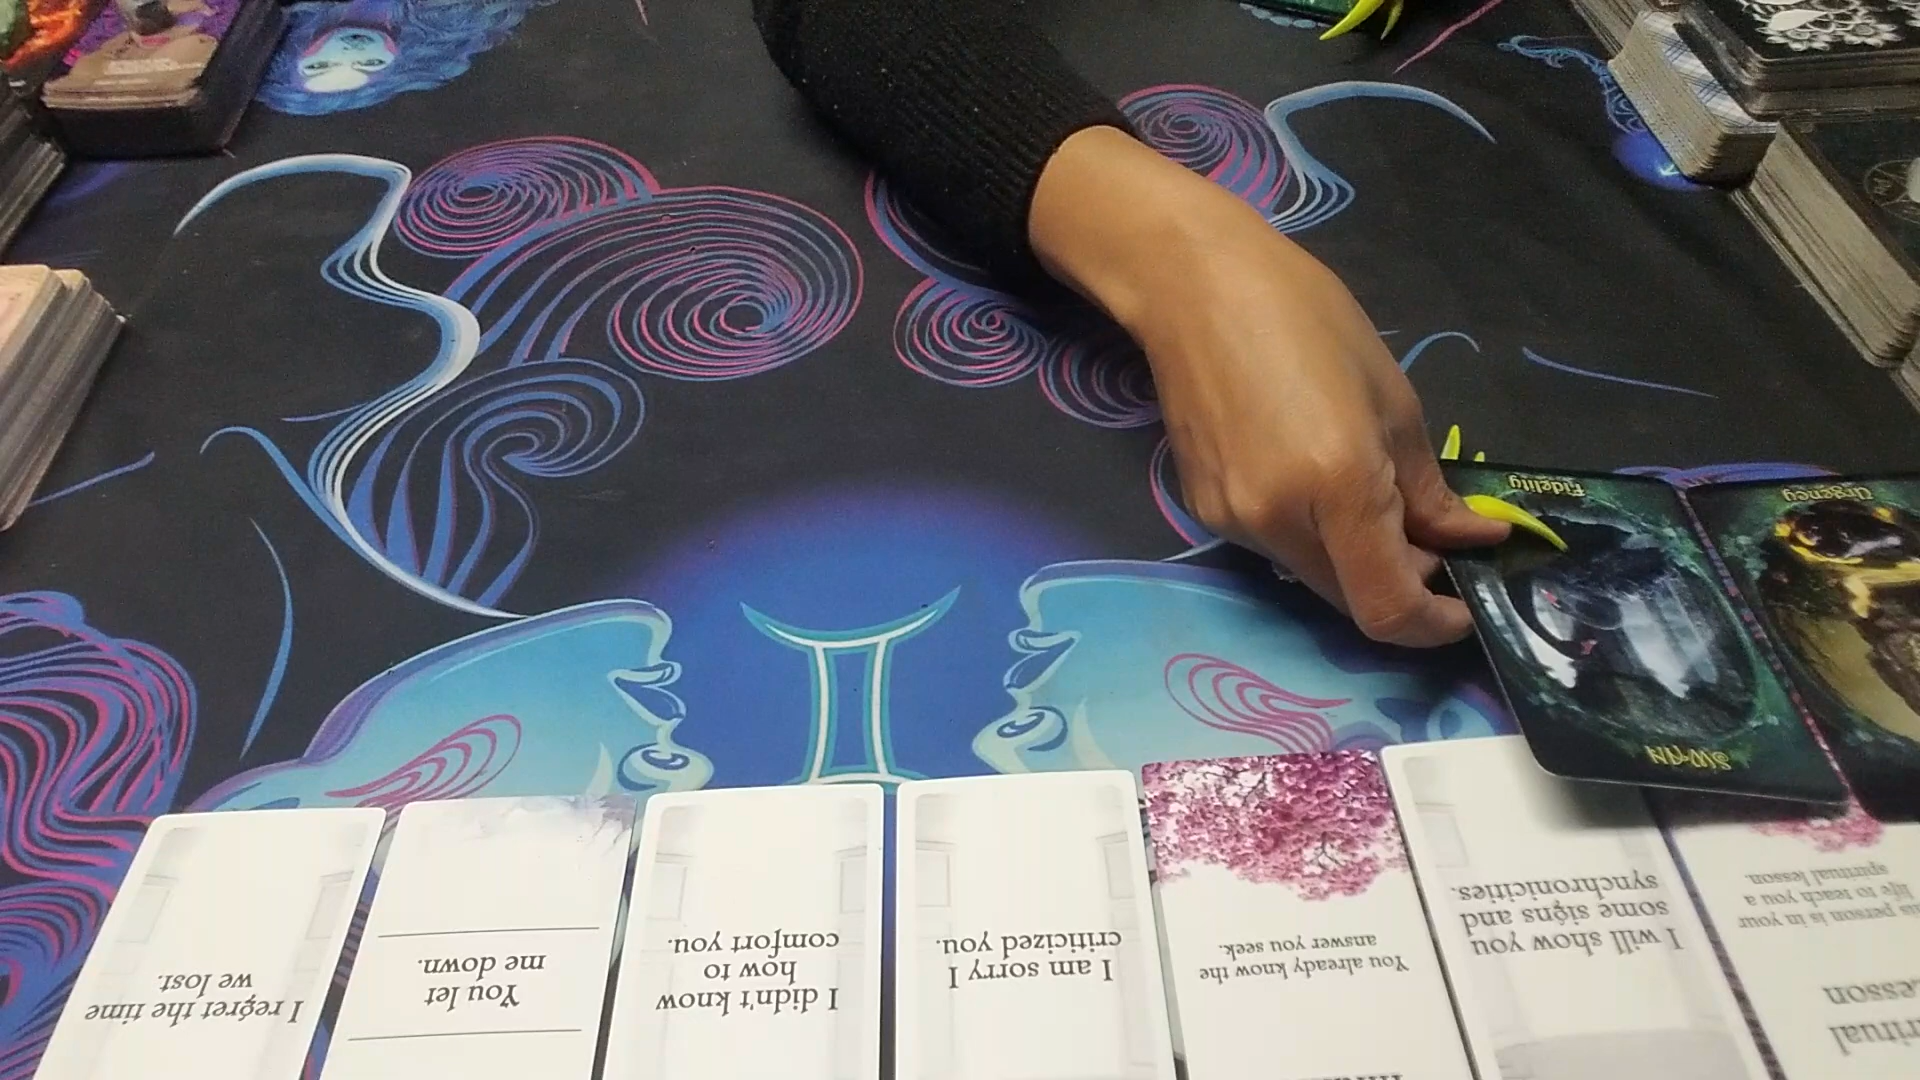 I regret the time
we lost.
You let
me down.
I didn't know
how to
comfort you.
I am sorry I
criticized you.
You already know the
answer you seek.
I will show you
some signs and
synchronicities.
person is in your
life to teach you a
spiritual lesson.
SWAN
Fidelity
Urgency